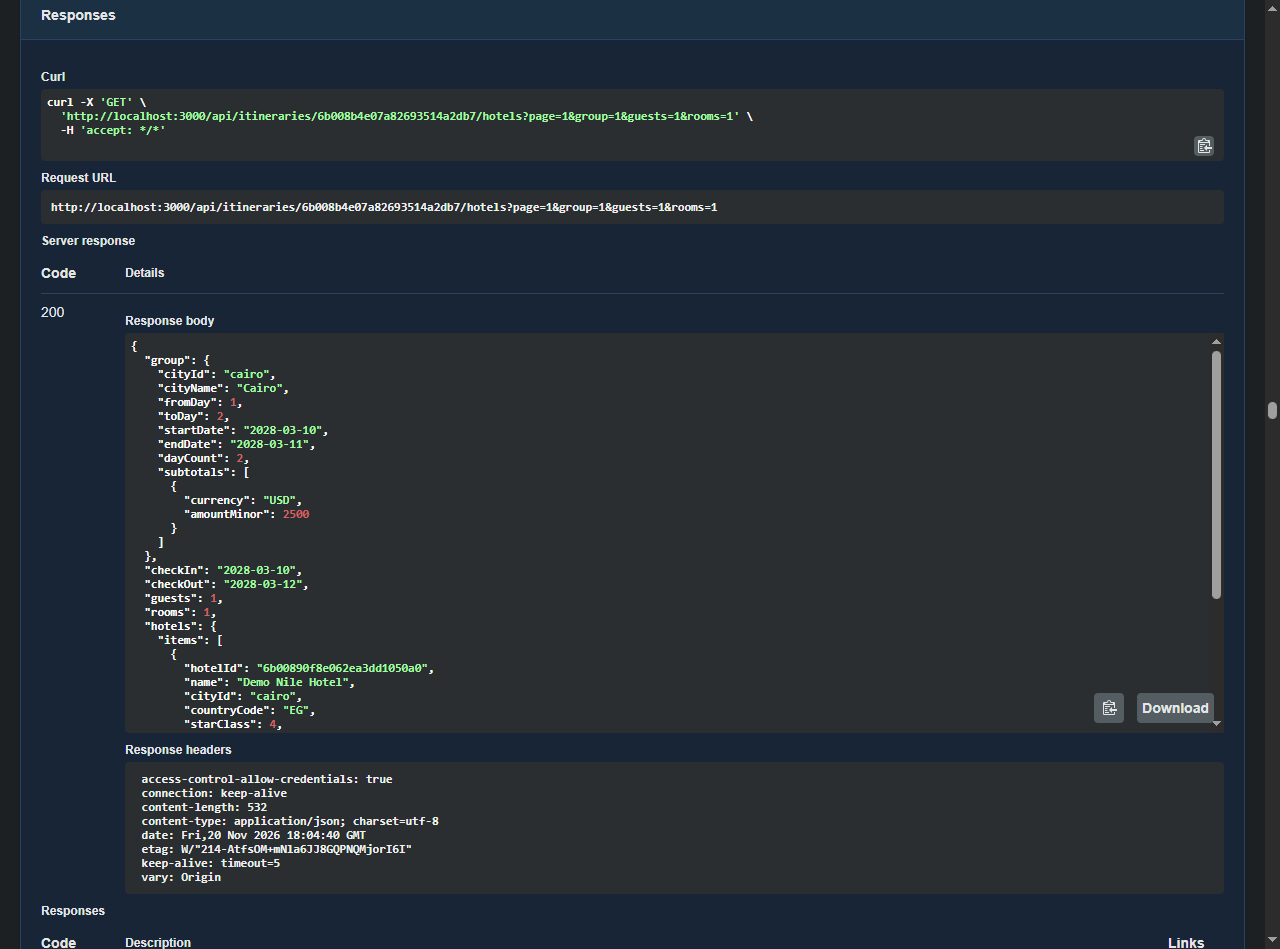 Responses
Curl
curl -X 'GET' \
  'http://localhost:3000/api/itineraries/6b008b4e07a82693514a2db7/hotels?page=1&group=1&guests=1&rooms=1' \
  -H 'accept: */*'
Request URL
http://localhost:3000/api/itineraries/6b008b4e07a82693514a2db7/hotels?page=1&group=1&guests=1&rooms=1
Server response
Code Details
200
Response body
{
  "group": {
    "cityId": "cairo",
    "cityName": "Cairo",
    "fromDay": 1,
    "toDay": 2,
    "startDate": "2028-03-10",
    "endDate": "2028-03-11",
    "dayCount": 2,
    "subtotals": [
      {
        "currency": "USD",
        "amountMinor": 2500
      }
    ]
  },
  "checkIn": "2028-03-10",
  "checkOut": "2028-03-12",
  "guests": 1,
  "rooms": 1,
  "hotels": {
    "items": [
      {
        "hotelId": "6b00890f8e062ea3dd1050a0",
        "name": "Demo Nile Hotel",
        "cityId": "cairo",
        "countryCode": "EG",
        "starClass": 4,
Download
Response headers
access-control-allow-credentials: true
connection: keep-alive
content-length: 532
content-type: application/json; charset=utf-8
date: Fri,20 Nov 2026 18:04:40 GMT
etag: W/"214-AtfsOM+mNla6JJ8GQPNQMjorI6I"
keep-alive: timeout=5
vary: Origin
Responses
Code Description Links